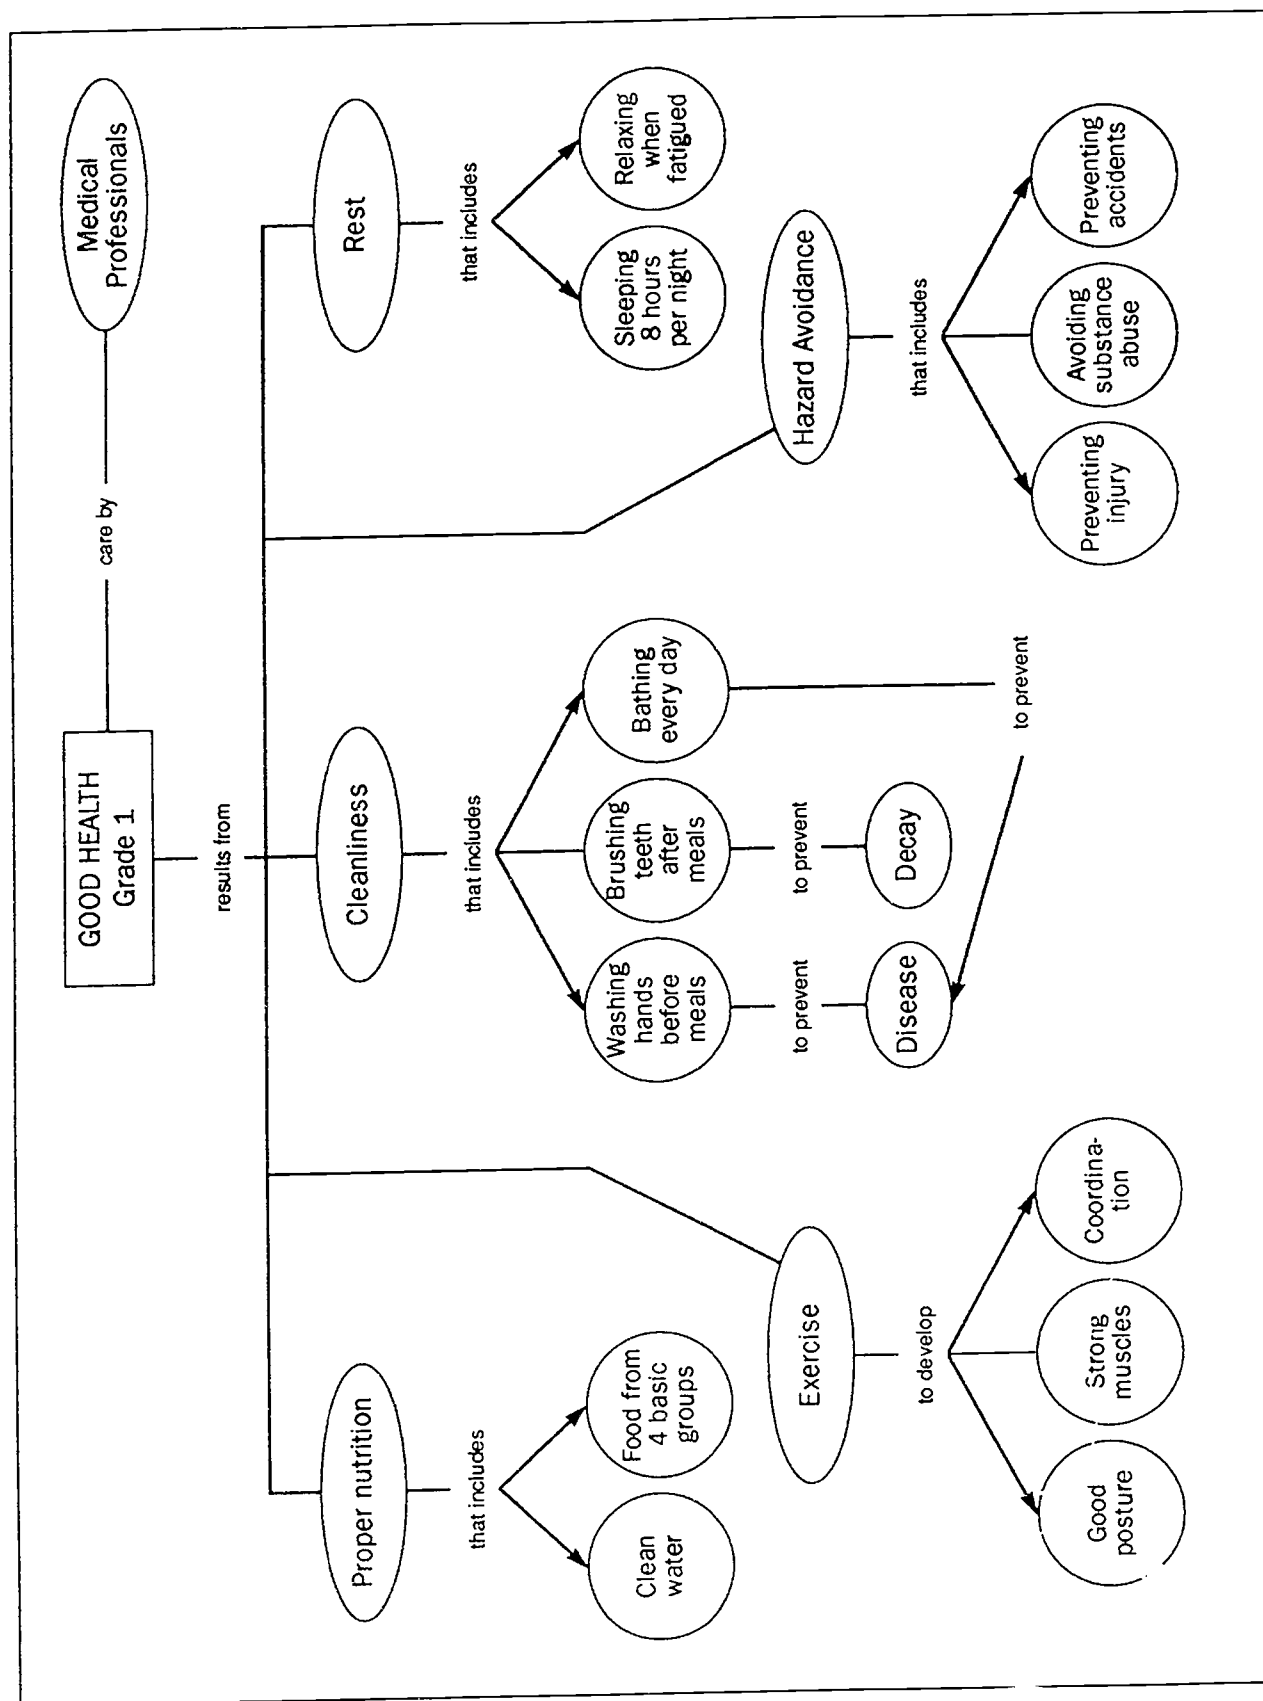 GOOD HEALTH
Grade 1
care by
Medical
Professionals
results from
Proper nutrition
that includes
Clean
water
Food from
4 basic
groups
Exercise
to develop
Good
posture
Strong
muscles
Coordina-
tion
Cleanliness
that includes
Washing
hands
before
meals
to prevent
Disease
Brushing
teeth
after
meals
to prevent
Decay
Bathing
every day
to prevent
Hazard Avoidance
that includes
Preventing
injury
Avoiding
substance
abuse
Preventing
accidents
Rest
that includes
Sleeping
8 hours
per night
Relaxing
when
fatigued